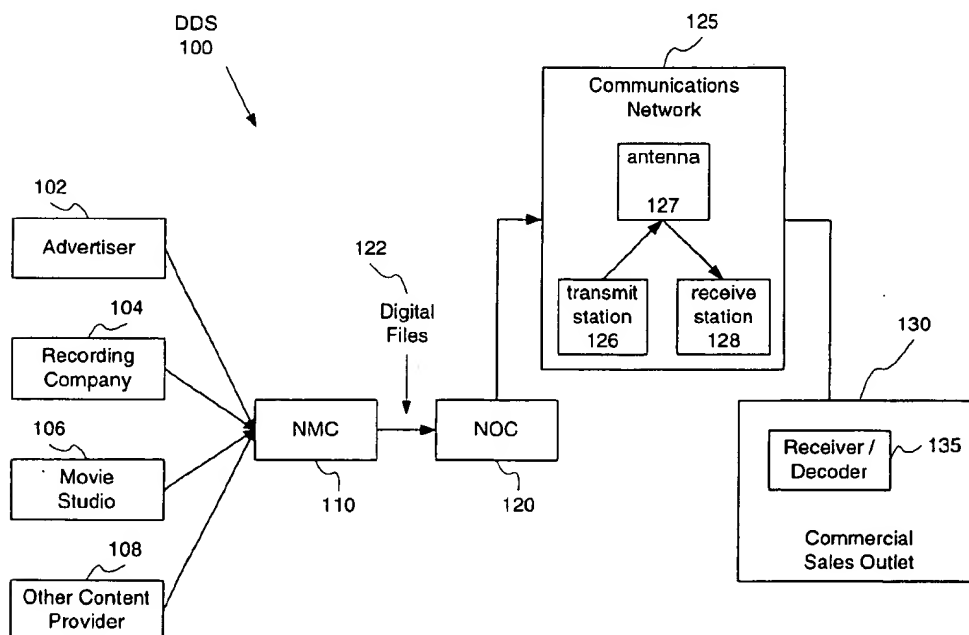 DDS
100
125
Communications
Network
antenna
127
transmit
station
126
receive
station
128
102
Advertiser
104
Recording
Company
106
Movie
Studio
108
Other Content
Provider
NMC
110
122
Digital
Files
NOC
120
130
Receiver /
Decoder
135
Commercial
Sales Outlet